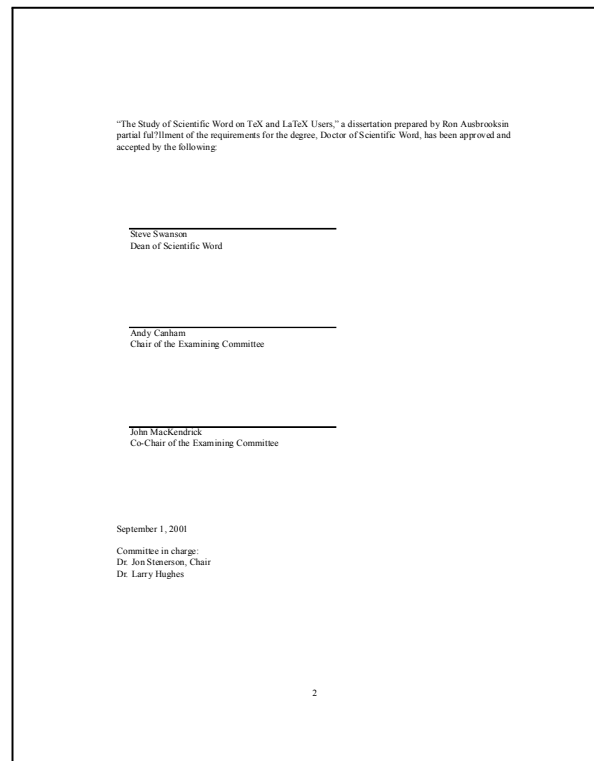 “The Study of Scientific Word on TeX and LaTeX Users,” a dissertation prepared by Ron Ausbrooksin
partial ful?llment of the requirements for the degree, Doctor of Scientific Word, has been approved and
accepted by the following:
Steve Swanson
Dean of Scientific Word
Andy Canham
Chair of the Examining Committee
John MacKendrick
Co-Chair of the Examining Committee
September 1, 2001
Committee in charge:
Dr. Jon Stenerson, Chair
Dr. Larry Hughes
2